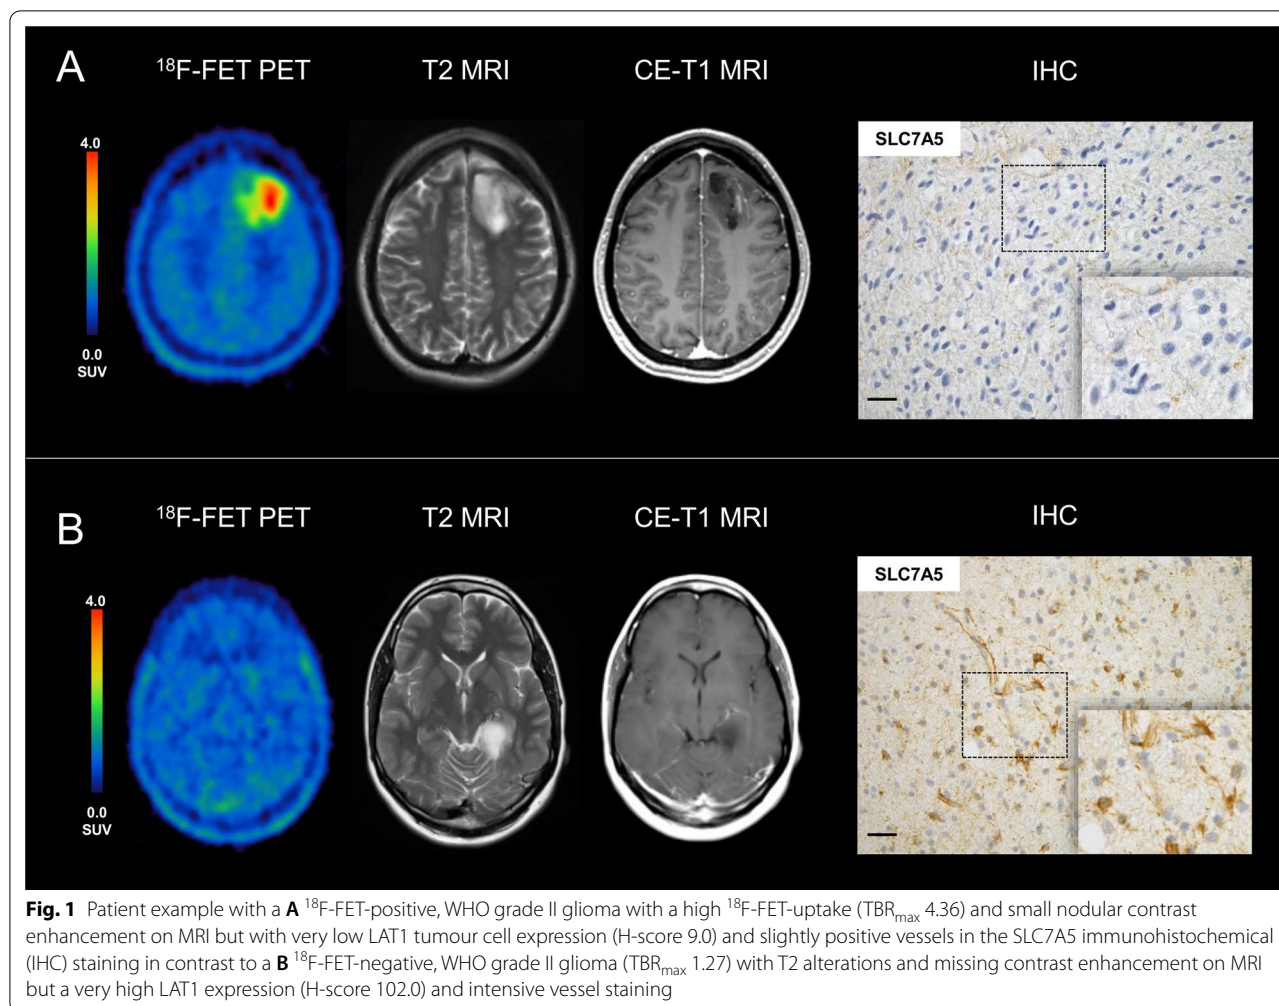 A
¹⁸F-FET PET
T2 MRI
CE-T1 MRI
IHC
4.0
0.0
SUV
SLC7A5
B
¹⁸F-FET PET
T2 MRI
CE-T1 MRI
IHC
4.0
0.0
SUV
SLC7A5
Fig. 1 Patient example with a A ¹⁸F-FET-positive, WHO grade II glioma with a high ¹⁸F-FET-uptake (TBRmax 4.36) and small nodular contrast
enhancement on MRI but with very low LAT1 tumour cell expression (H-score 9.0) and slightly positive vessels in the SLC7A5 immunohistochemical
(IHC) staining in contrast to a B ¹⁸F-FET-negative, WHO grade II glioma (TBRmax 1.27) with T2 alterations and missing contrast enhancement on MRI
but a very high LAT1 expression (H-score 102.0) and intensive vessel staining